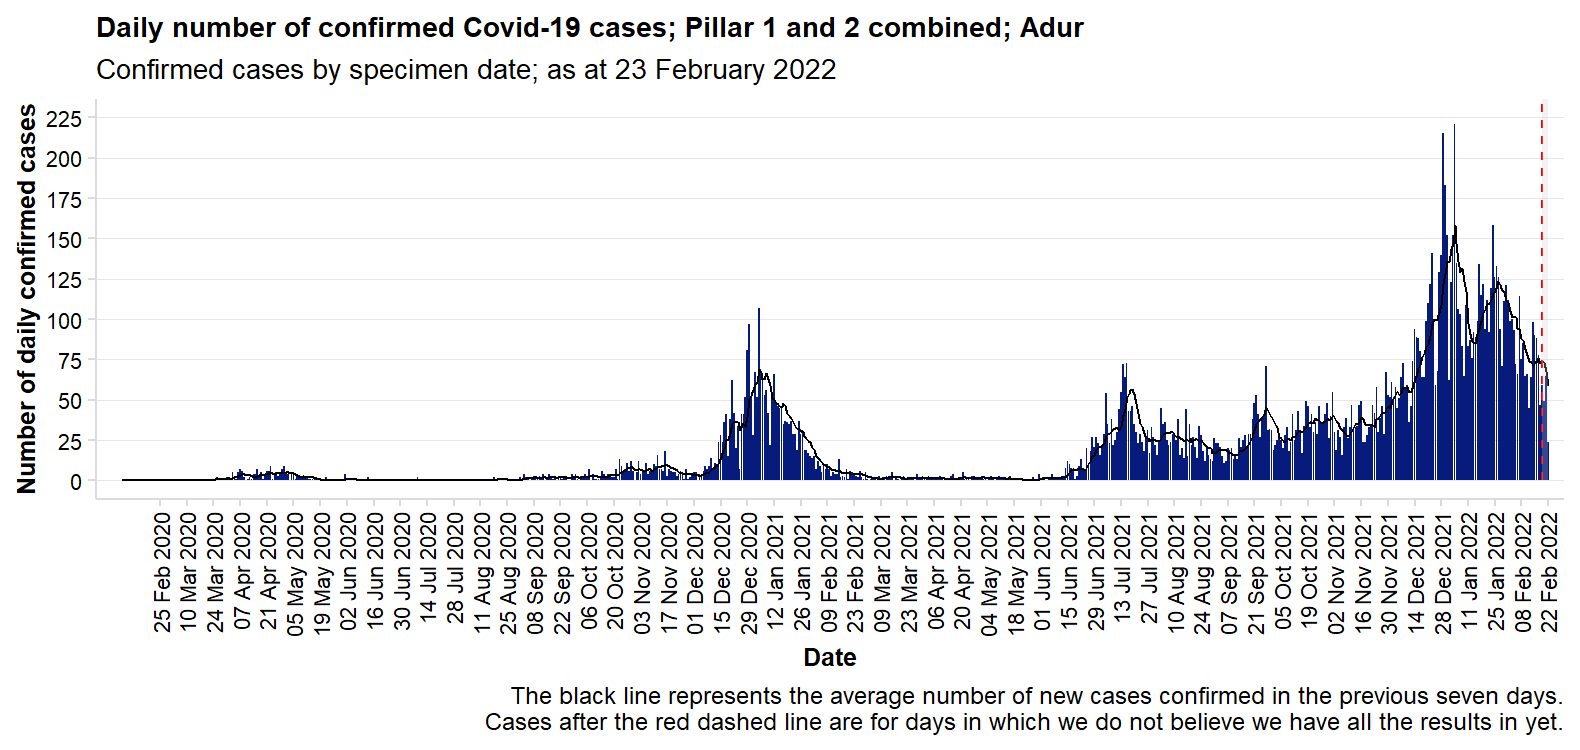 Daily number of confirmed Covid-19 cases; Pillar 1 and 2 combined; Adur
Confirmed cases by specimen date; as at 23 February 2022
Number of daily confirmed cases
225
200
175
150
125
100
75
50
25
0
25 Feb 2020
10 Mar 2020
24 Mar 2020
07 Apr 2020
21 Apr 2020
05 May 2020
19 May 2020
02 Jun 2020
16 Jun 2020
30 Jun 2020
14 Jul 2020
28 Jul 2020
11 Aug 2020
25 Aug 2020
08 Sep 2020
22 Sep 2020
06 Oct 2020
20 Oct 2020
03 Nov 2020
17 Nov 2020
01 Dec 2020
15 Dec 2020
29 Dec 2020
12 Jan 2021
26 Jan 2021
09 Feb 2021
23 Feb 2021
09 Mar 2021
23 Mar 2021
06 Apr 2021
20 Apr 2021
04 May 2021
18 May 2021
01 Jun 2021
15 Jun 2021
29 Jun 2021
13 Jul 2021
27 Jul 2021
10 Aug 2021
24 Aug 2021
07 Sep 2021
21 Sep 2021
05 Oct 2021
19 Oct 2021
02 Nov 2021
16 Nov 2021
30 Nov 2021
14 Dec 2021
28 Dec 2021
11 Jan 2022
25 Jan 2022
08 Feb 2022
22 Feb 2022
Date
The black line represents the average number of new cases confirmed in the previous seven days.
Cases after the red dashed line are for days in which we do not believe we have all the results in yet.